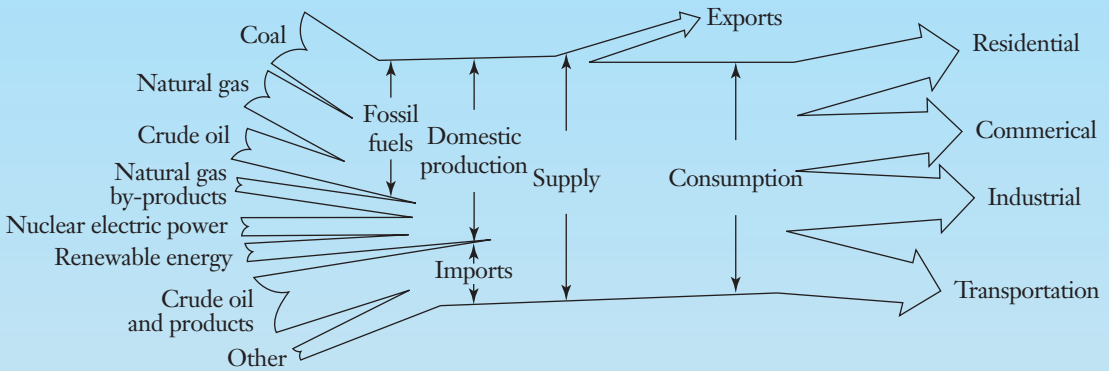 Coal
Natural gas
Crude oil
Natural gas
by-products
Nuclear electric power
Renewable energy
Crude oil
and products
Other
Fossil
fuels
Domestic
production
Imports
Supply
Exports
Consumption
Residential
Commerical
Industrial
Transportation